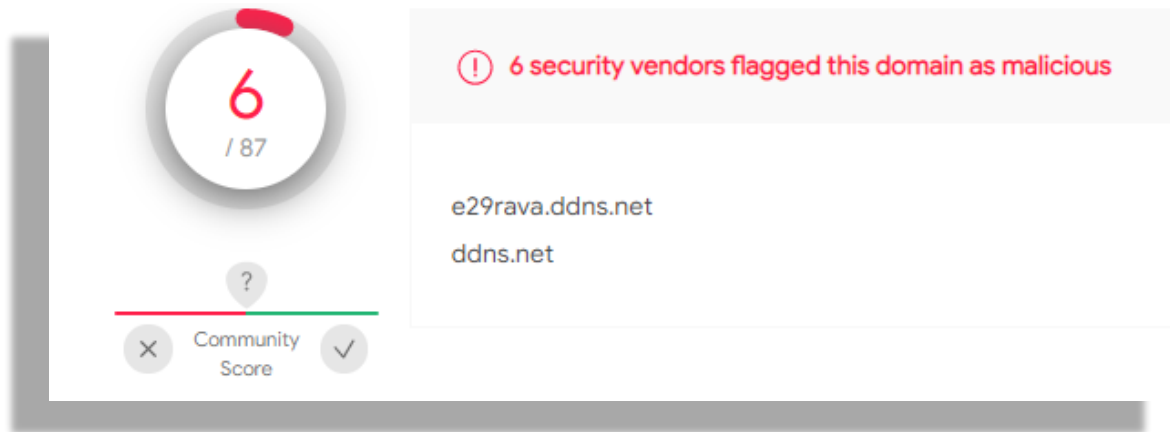 6
/ 87
?
Community
Score
! 6 security vendors flagged this domain as malicious
e29rava.ddns.net
ddns.net